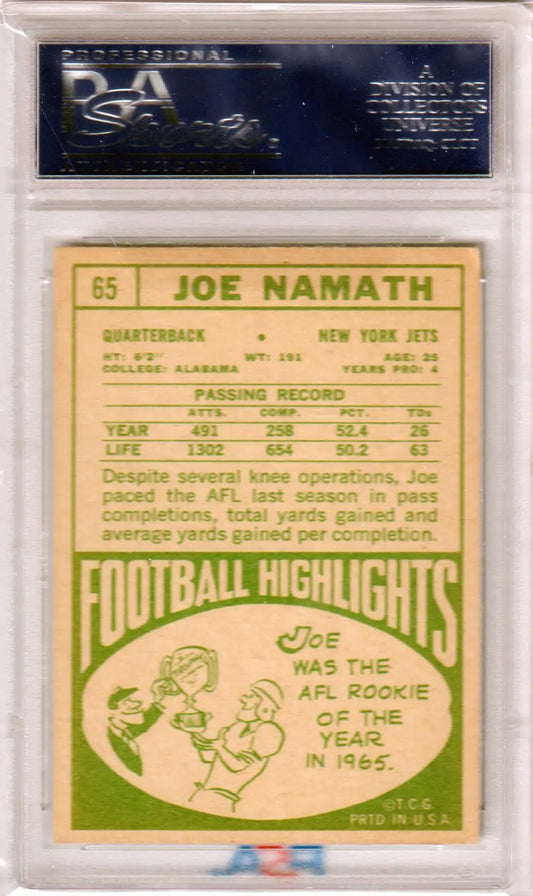 PROFESSIONAL
PSA
Sports
AUTHENTICATOR
A
DIVISION OF
COLLECTORS
UNIVERSE
65 JOE NAMATH
QUARTERBACK • NEW YORK JETS
HT: 6'2" WT: 191 AGE: 25
COLLEGE: ALABAMA YEARS PRO: 4
PASSING RECORD
ATTS. COMP. PCT. TDs
YEAR 491 258 52.4 26
LIFE 1302 654 50.2 63
Despite several knee operations, Joe
paced the AFL last season in pass
completions, total yards gained and
average yards gained per completion.
FOOTBALL HIGHLIGHTS
JOE
WAS THE
AFL ROOKIE
OF THE
YEAR
IN 1965.
©T.C.G.
PRTD IN U.S.A.